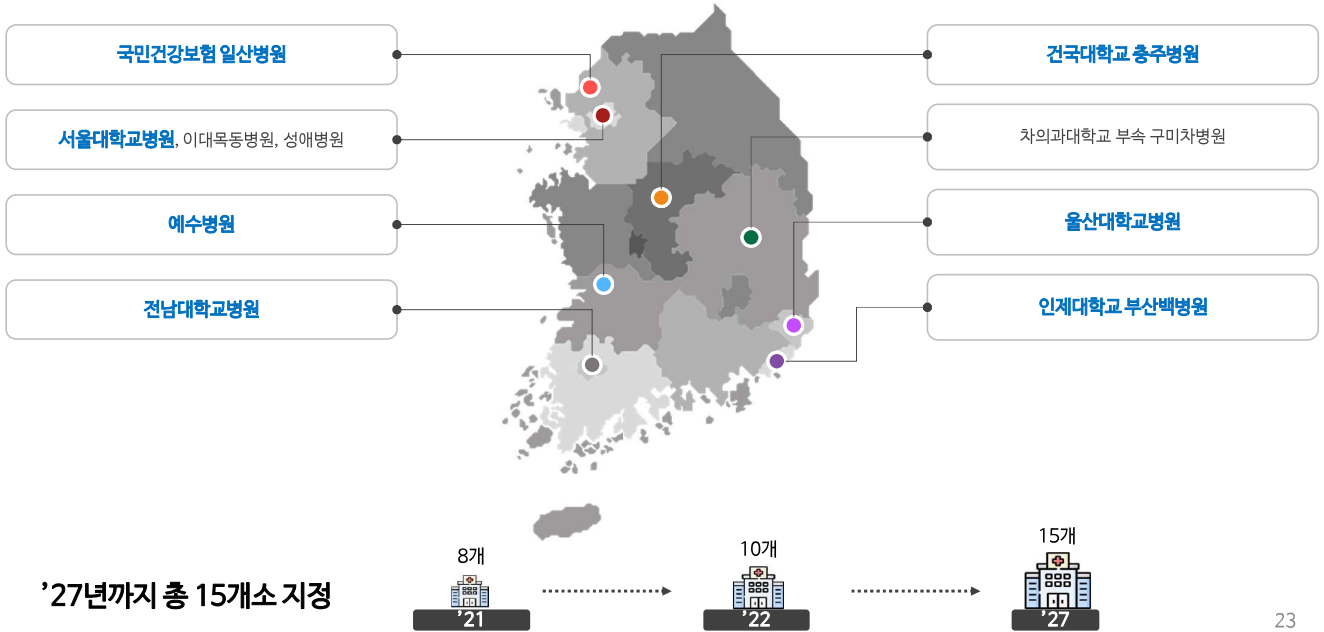 국민건강보험 일산병원
서울대학교병원, 이대목동병원, 성애병원
예수병원
전남대학교병원
건국대학교 충주병원
차의과대학교 부속 구미차병원
울산대학교병원
인제대학교 부산백병원
’27년까지 총 15개소 지정
8개
’21
10개
’22
15개
’27
23